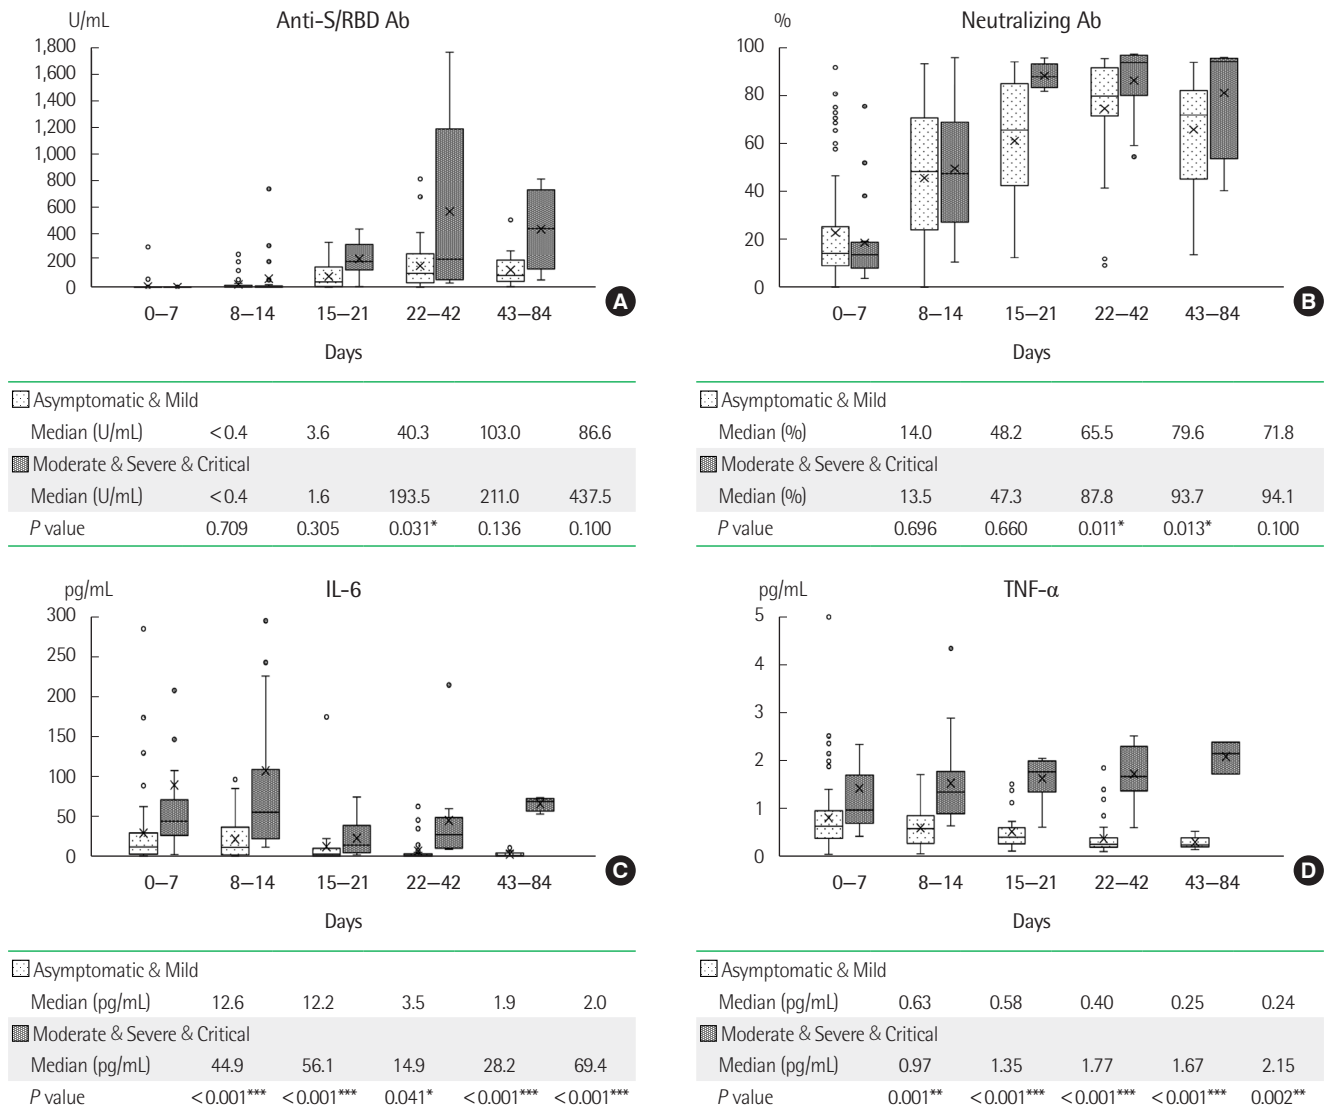 U/mL
Anti-S/RBD Ab
1,800
1,600
1,400
1,200
1,000
800
600
400
200
0
0–7 8–14 15–21 22–42 43–84
Days
A
Asymptomatic & Mild
Median (U/mL) <0.4 3.6 40.3 103.0 86.6
Moderate & Severe & Critical
Median (U/mL) <0.4 1.6 193.5 211.0 437.5
P value 0.709 0.305 0.031* 0.136 0.100
%
Neutralizing Ab
100
80
60
40
20
0
0–7 8–14 15–21 22–42 43–84
Days
B
Asymptomatic & Mild
Median (%) 14.0 48.2 65.5 79.6 71.8
Moderate & Severe & Critical
Median (%) 13.5 47.3 87.8 93.7 94.1
P value 0.696 0.660 0.011* 0.013* 0.100
pg/mL
IL-6
300
250
200
150
100
50
0
0–7 8–14 15–21 22–42 43–84
Days
C
Asymptomatic & Mild
Median (pg/mL) 12.6 12.2 3.5 1.9 2.0
Moderate & Severe & Critical
Median (pg/mL) 44.9 56.1 14.9 28.2 69.4
P value <0.001*** <0.001*** 0.041* <0.001*** <0.001***
pg/mL
TNF-α
5
4
3
2
1
0
0–7 8–14 15–21 22–42 43–84
Days
D
Asymptomatic & Mild
Median (pg/mL) 0.63 0.58 0.40 0.25 0.24
Moderate & Severe & Critical
Median (pg/mL) 0.97 1.35 1.77 1.67 2.15
P value 0.001** <0.001*** <0.001*** <0.001*** 0.002**